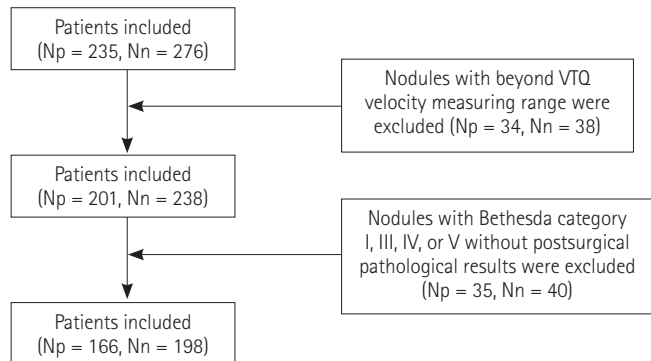 Patients included
(Np = 235, Nn = 276)
Nodules with beyond VTQ
velocity measuring range were
excluded (Np = 34, Nn = 38)
Patients included
(Np = 201, Nn = 238)
Nodules with Bethesda category
I, III, IV, or V without postsurgical
pathological results were excluded
(Np = 35, Nn = 40)
Patients included
(Np = 166, Nn = 198)